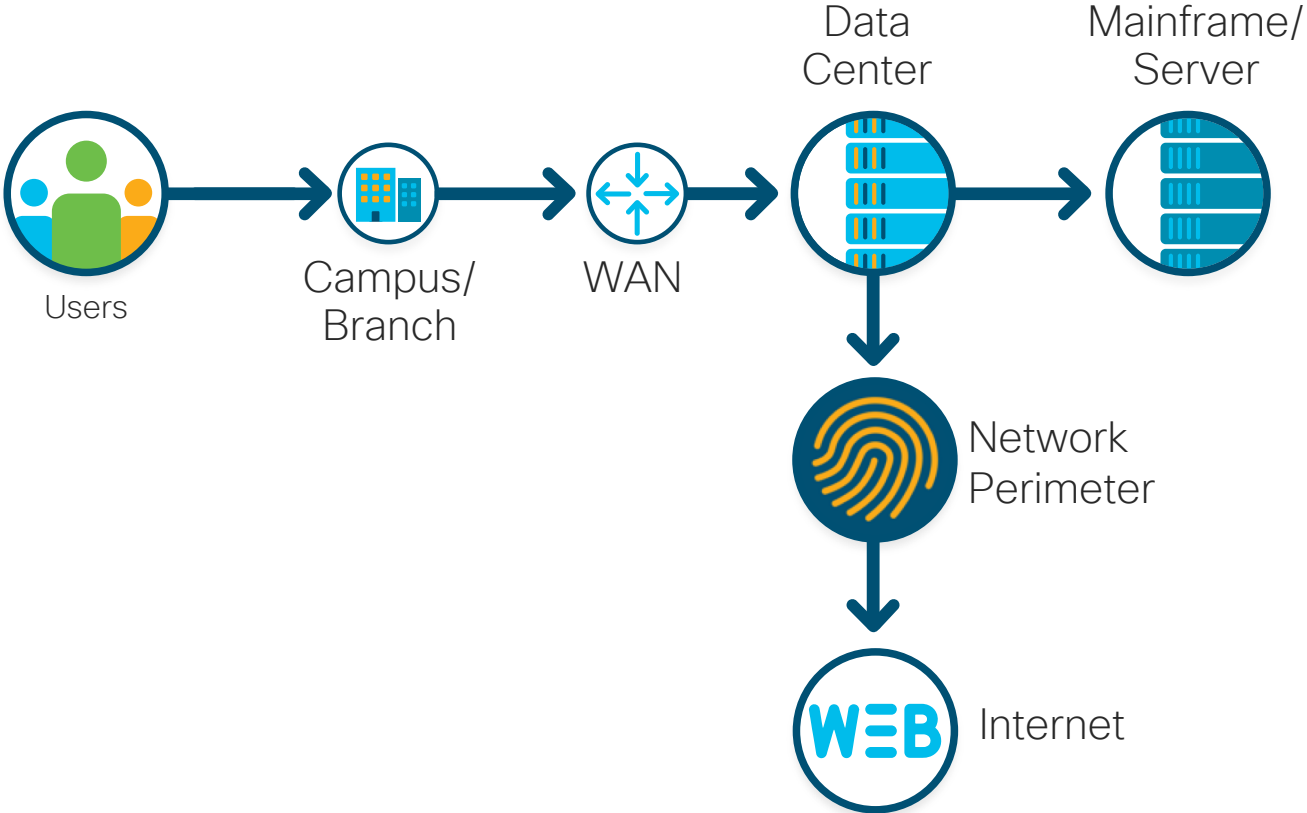 Data
Center
Mainframe/
Server
Users
Campus/
Branch
WAN
Network
Perimeter
WEB
Internet